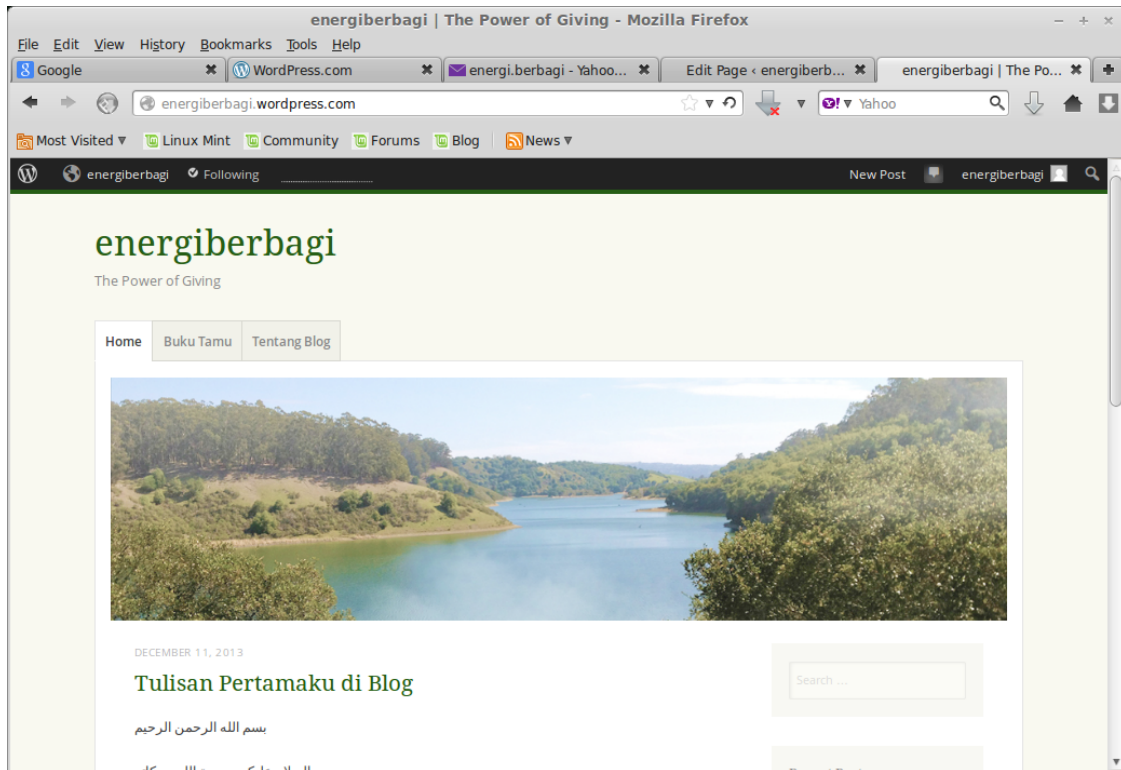 energiberbagi | The Power of Giving - Mozilla Firefox
File Edit View History Bookmarks Tools Help
Google WordPress.com energi.berbagi - Yahoo... Edit Page ‹ energiberb... energiberbagi | The Po...
energiberbagi.wordpress.com Yahoo
Most Visited Linux Mint Community Forums Blog News
energiberbagi Following New Post energiberbagi
energiberbagi
The Power of Giving
Home Buku Tamu Tentang Blog
DECEMBER 11, 2013
Tulisan Pertamaku di Blog
Search ...
بسم الله الرحمن الرحيم